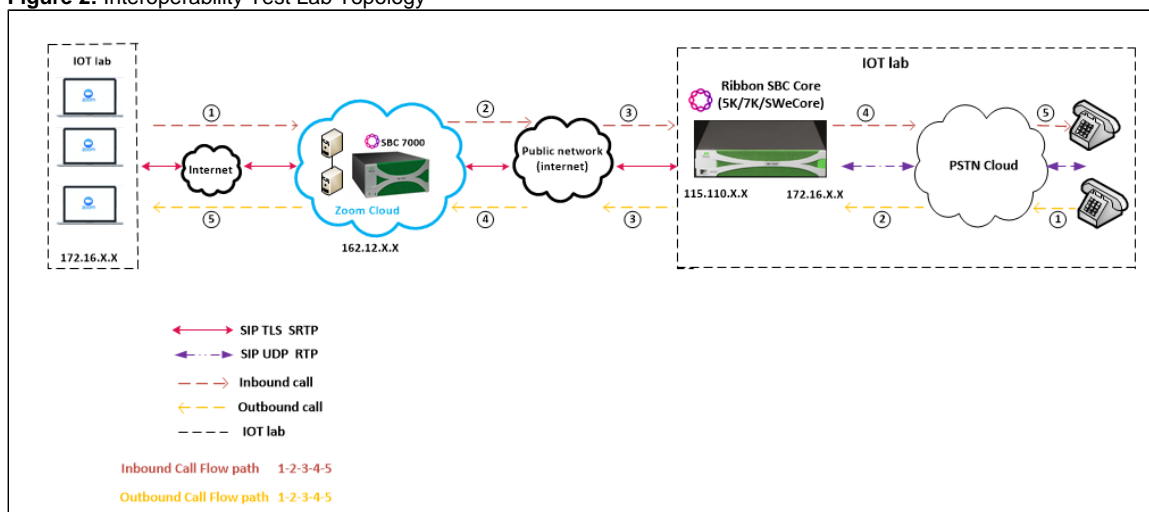 Figure 2: Interoperability Test Lab Topology
IOT lab
zoom
zoom
zoom
172.16.X.X
1
Internet
5
SBC 7000
Zoom Cloud
162.12.X.X
2
4
Public network
(internet)
3
3
IOT lab
Ribbon SBC Core
(5K/7K/SWeCore)
115.110.X.X
172.16.X.X
4
2
PSTN Cloud
5
1
SIP TLS SRTP
SIP UDP RTP
Inbound call
Outbound call
IOT lab
Inbound Call Flow path 1-2-3-4-5
Outbound Call Flow path 1-2-3-4-5